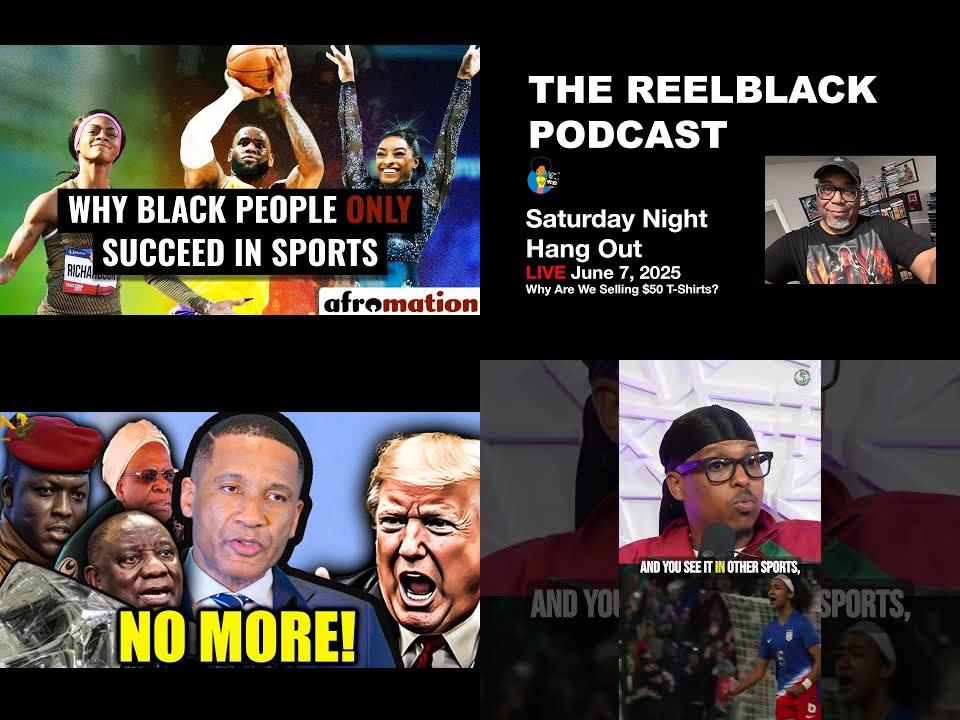 WHY BLACK PEOPLE ONLY
SUCCEED IN SPORTS
afromation
THE REELBLACK
PODCAST
Saturday Night
Hang Out
LIVE June 7, 2025
Why Are We Selling $50 T-Shirts?
NO MORE!
AND YOU SEE IT IN OTHER SPORTS,
AND YOU
SPORTS,
6